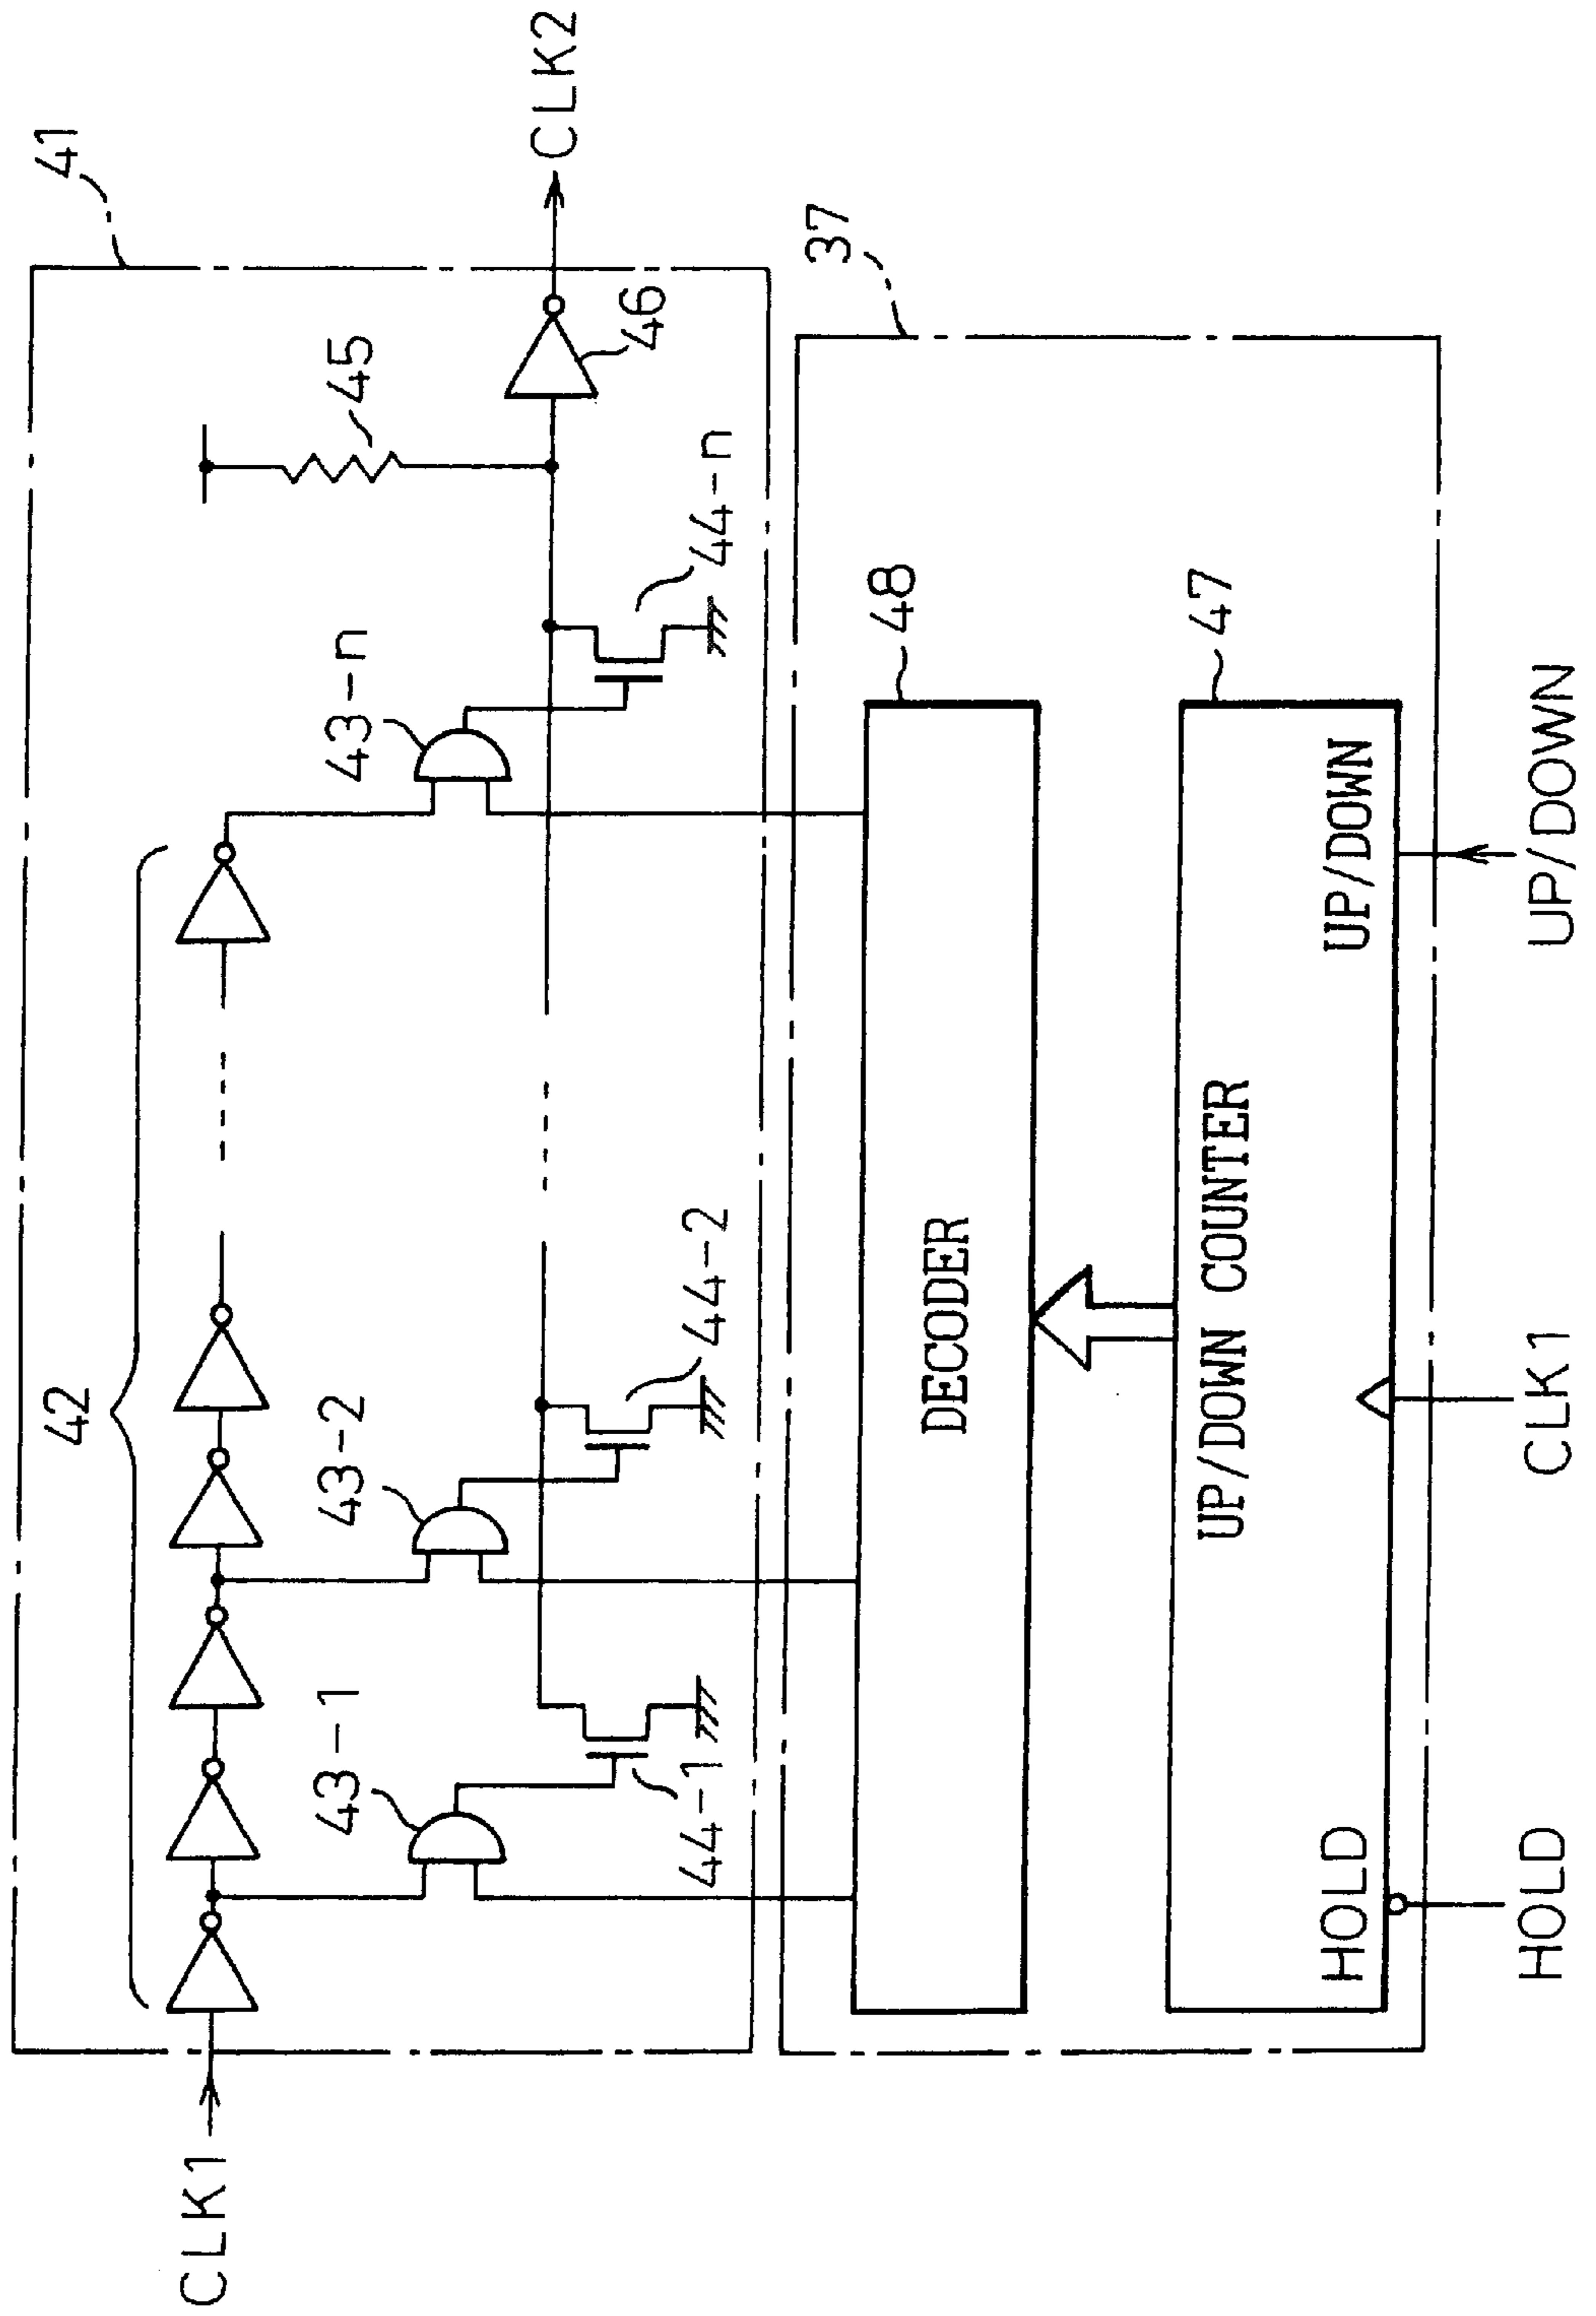 41
42
45
CLK1
43-1
43-2
43-n
CLK2
46
44-1
44-2
44-n
37
48
DECODER
47
UP/DOWN COUNTER
HOLD
UP/DOWN
HOLD
CLK1
UP/DOWN